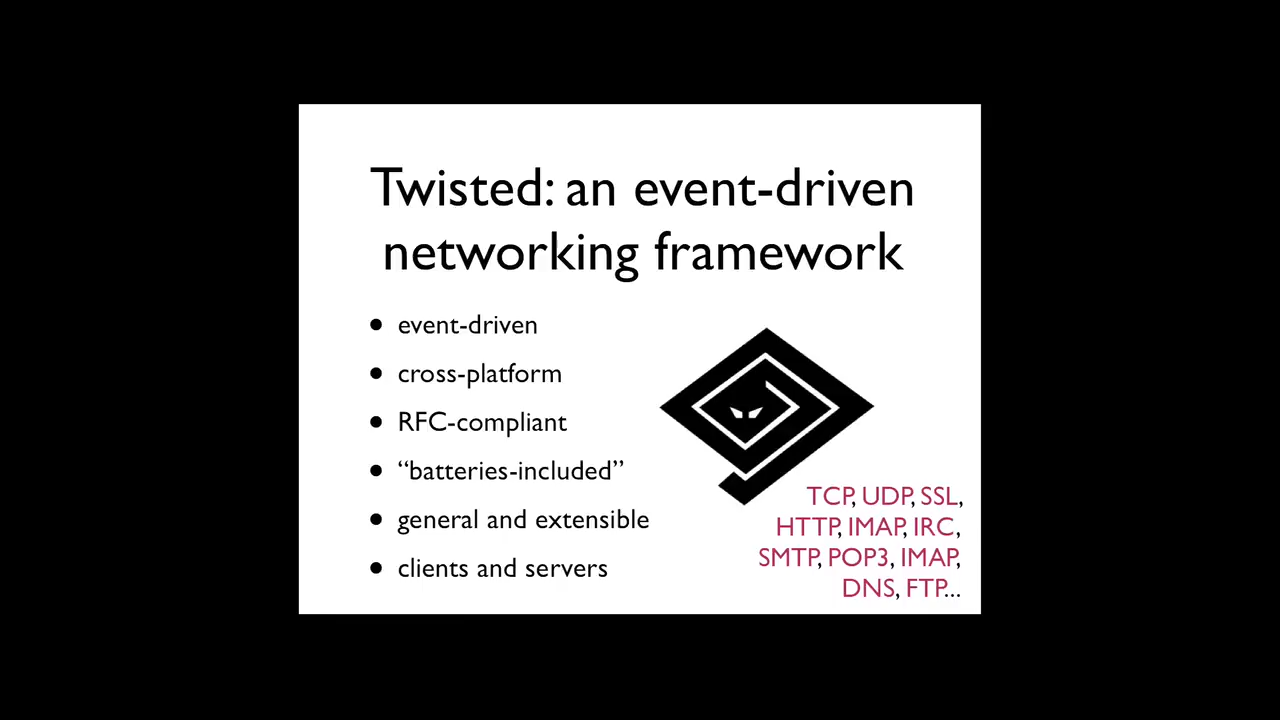 Twisted: an event-driven
networking framework
• event-driven
• cross-platform
• RFC-compliant
• “batteries-included”
• general and extensible
• clients and servers
TCP, UDP, SSL,
HTTP, IMAP, IRC,
SMTP, POP3, IMAP,
DNS, FTP...